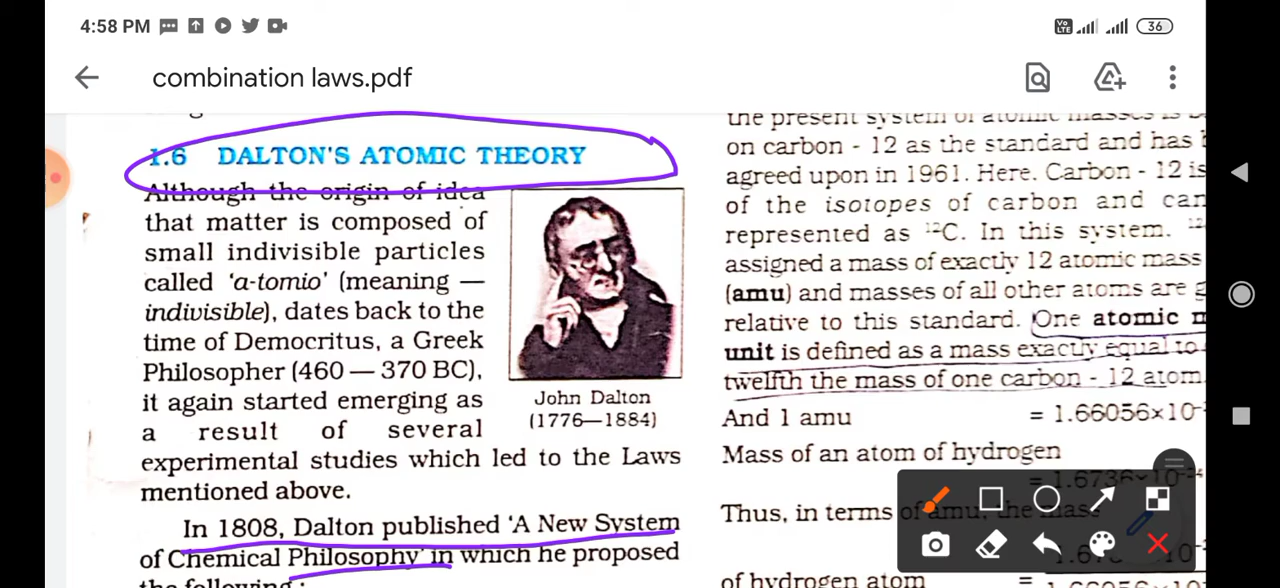 4:58 PM
36
combination laws.pdf
1.6 DALTON'S ATOMIC THEORY
Although the origin of idea
that matter is composed of
small indivisible particles
called ‘a-tomio’ (meaning —
indivisible), dates back to the
time of Democritus, a Greek
Philosopher (460 — 370 BC),
it again started emerging as
a result of several
experimental studies which led to the Laws
mentioned above.
John Dalton
(1776—1884)
In 1808, Dalton published ‘A New System
of Chemical Philosophy’ in which he proposed
the following :
the present system of atomic masses is
on carbon - 12 as the standard and has
agreed upon in 1961. Here. Carbon - 12 is
of the isotopes of carbon and can
represented as ¹²C. In this system. ¹²
assigned a mass of exactly 12 atomic mass
(amu) and masses of all other atoms are
relative to this standard. One atomic
unit is defined as a mass exactly equal to
twelfth the mass of one carbon - 12 atom.
And 1 amu = 1.66056×10⁻
Mass of an atom of hydrogen
= 1.6736×10⁻²⁴
Thus, in terms of amu, the mass
of hydrogen atom =